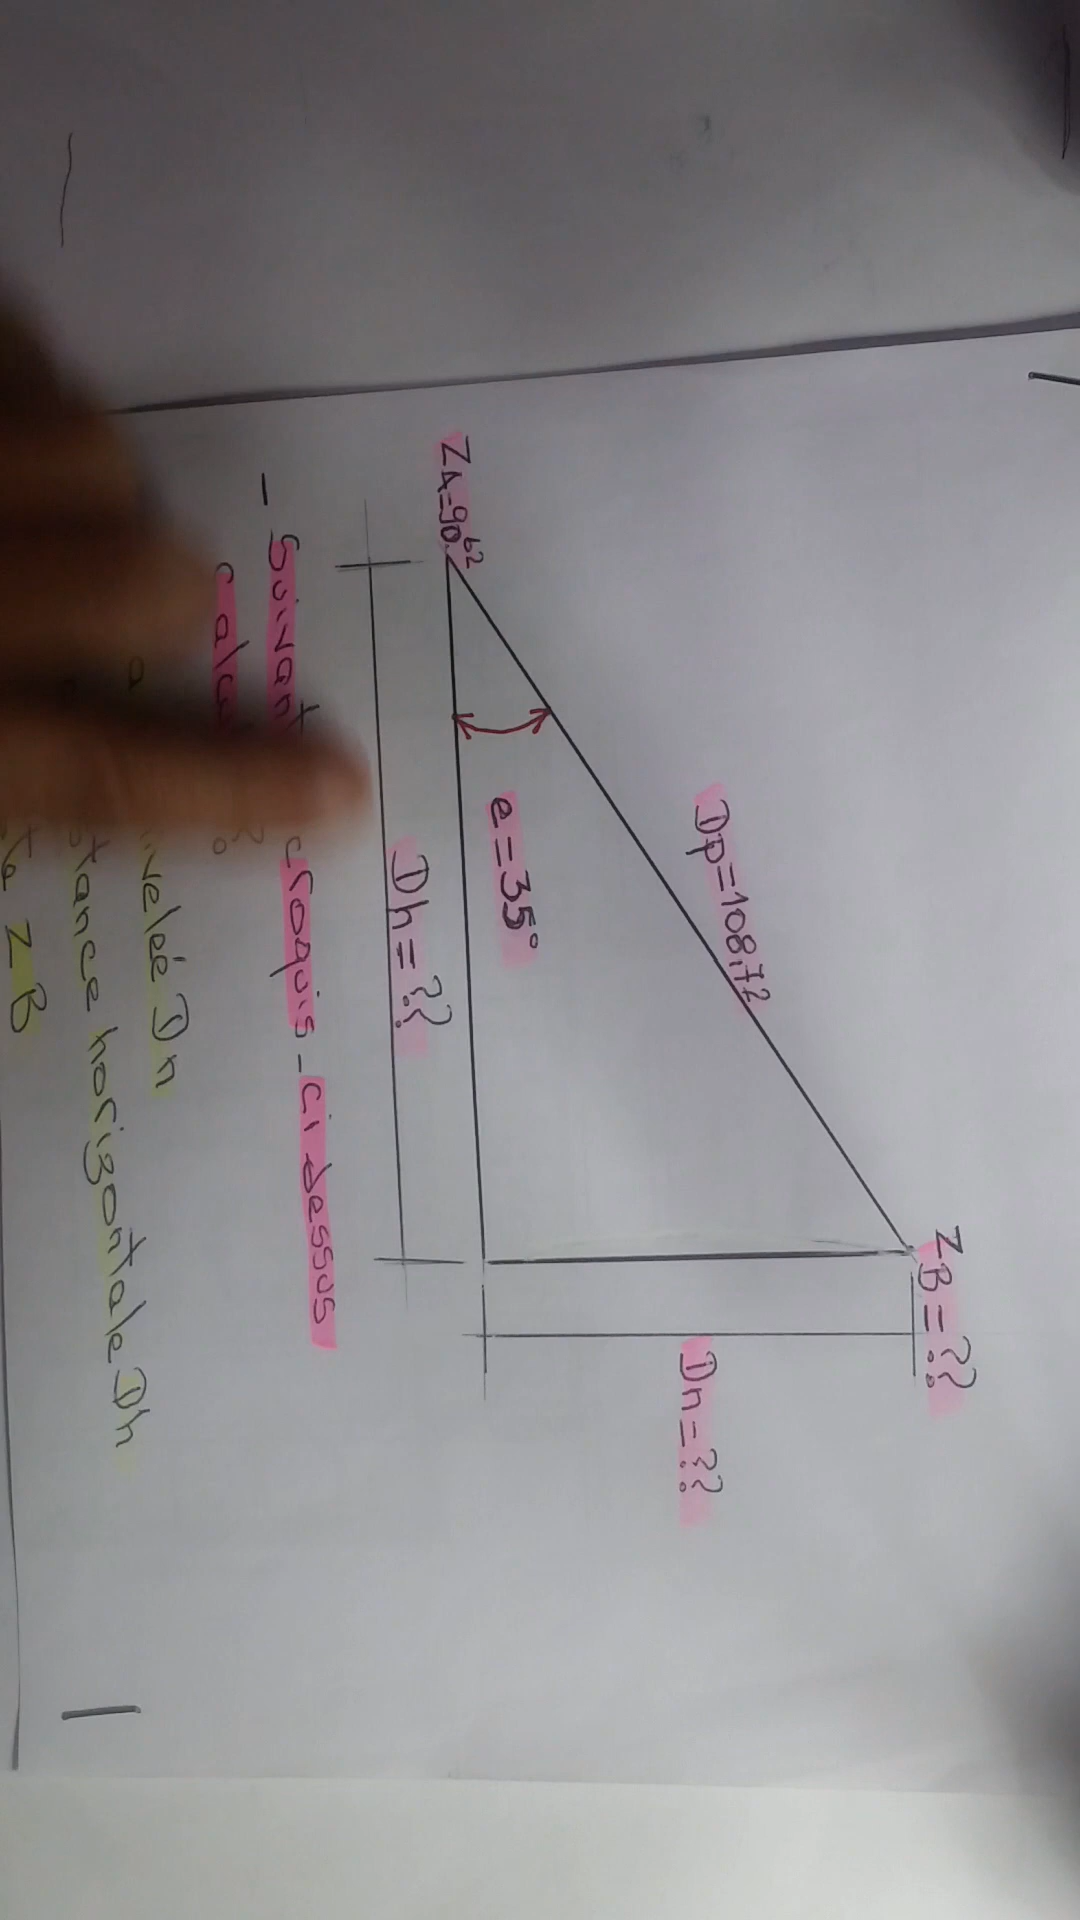 ZB=??
Dp=108,72
Dn=??
e=35°
ZA=90.62
Dh=??
- Suivant croquis-ci dessus
velée Dn
tance horizontale Dh
ZB